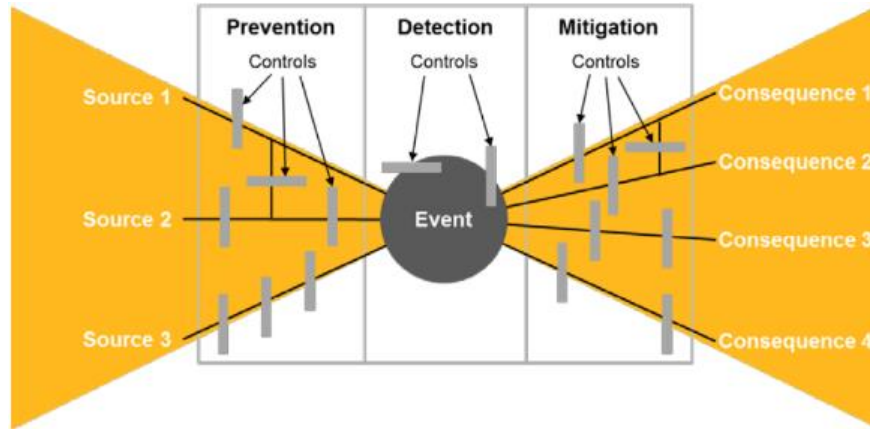 Prevention
Detection
Mitigation
Controls
Controls
Controls
Source 1
Source 2
Source 3
Event
Consequence 1
Consequence 2
Consequence 3
Consequence 4